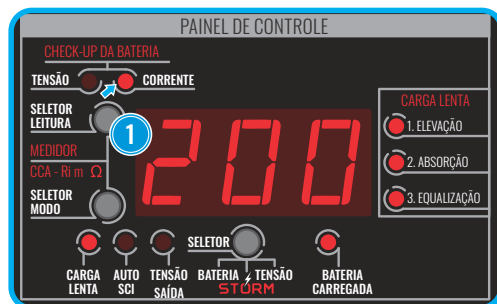 PAINEL DE CONTROLE
CHECK-UP DA BATERIA
TENSÃO CORRENTE
SELETOR
LEITURA
1
200
MEDIDOR
CCA - Ri m Ω
SELETOR
MODO
CARGA LENTA
1. ELEVAÇÃO
2. ABSORÇÃO
3. EQUALIZAÇÃO
SELETOR
CARGA
LENTA
AUTO
SCI
TENSÃO
SAÍDA
BATERIA TENSÃO
STORM
BATERIA
CARREGADA